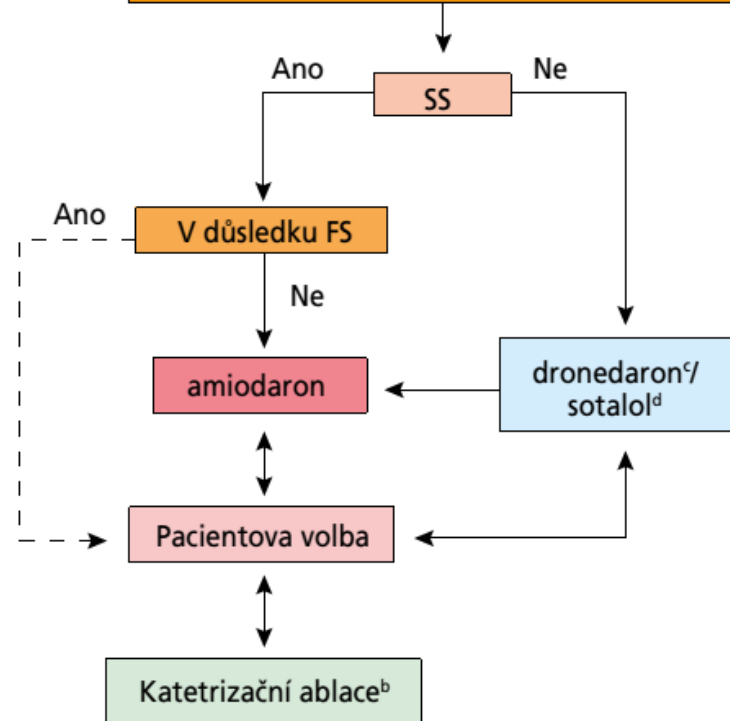 Ano
Ne
SS
Ano
V důsledku FS
Ne
amiodaron
dronedaronᶜ/
sotalolᵈ
Pacientova volba
Katetrizační ablaceᵇ